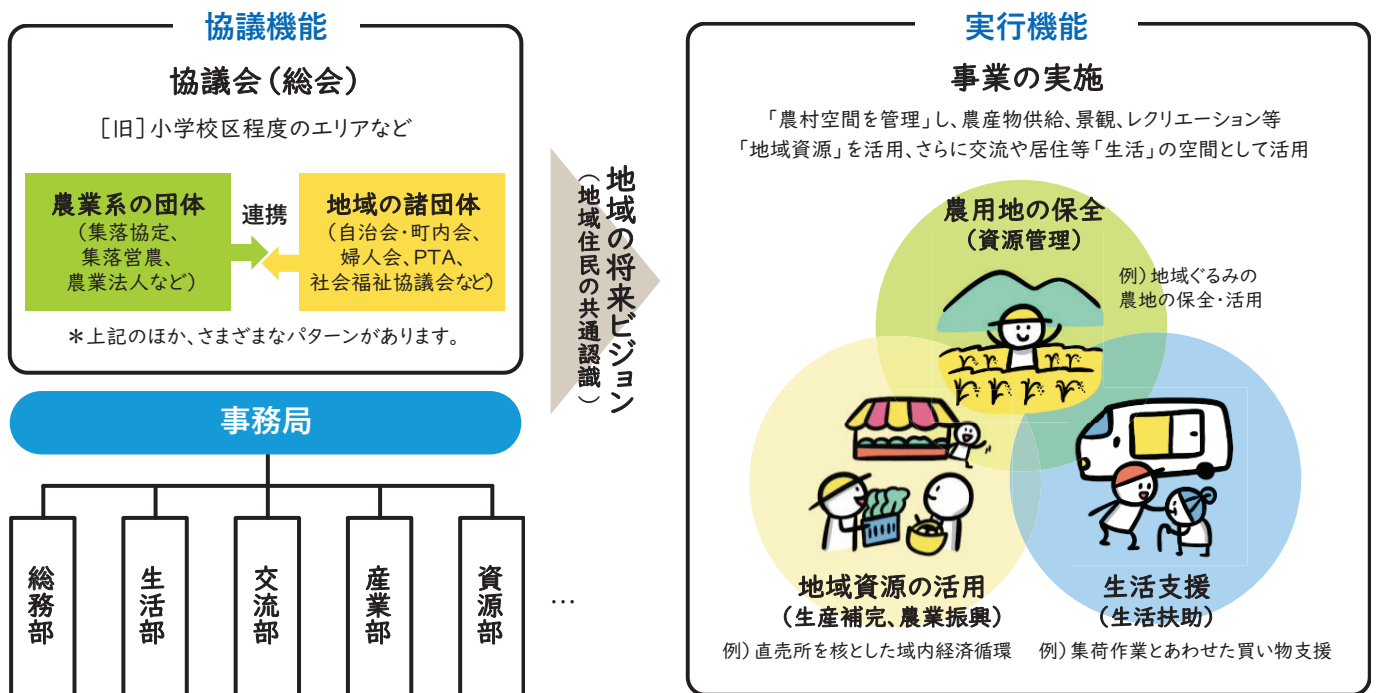 協議機能
協議会（総会）
［旧］小学校区程度のエリアなど
農業系の団体
（集落協定、
集落営農、
農業法人など）
連携
地域の諸団体
（自治会・町内会、
婦人会、PTA、
社会福祉協議会など）
＊上記のほか、さまざまなパターンがあります。
事務局
総務部
生活部
交流部
産業部
資源部
…
地域の将来ビジョン
（地域住民の共通認識）
実行機能
事業の実施
「農村空間を管理」し、農産物供給、景観、レクリエーション等
「地域資源」を活用、さらに交流や居住等「生活」の空間として活用
農用地の保全
（資源管理）
例）地域ぐるみの
農地の保全・活用
地域資源の活用
（生産補完、農業振興）
例）直売所を核とした域内経済循環
生活支援
（生活扶助）
例）集荷作業とあわせた買い物支援